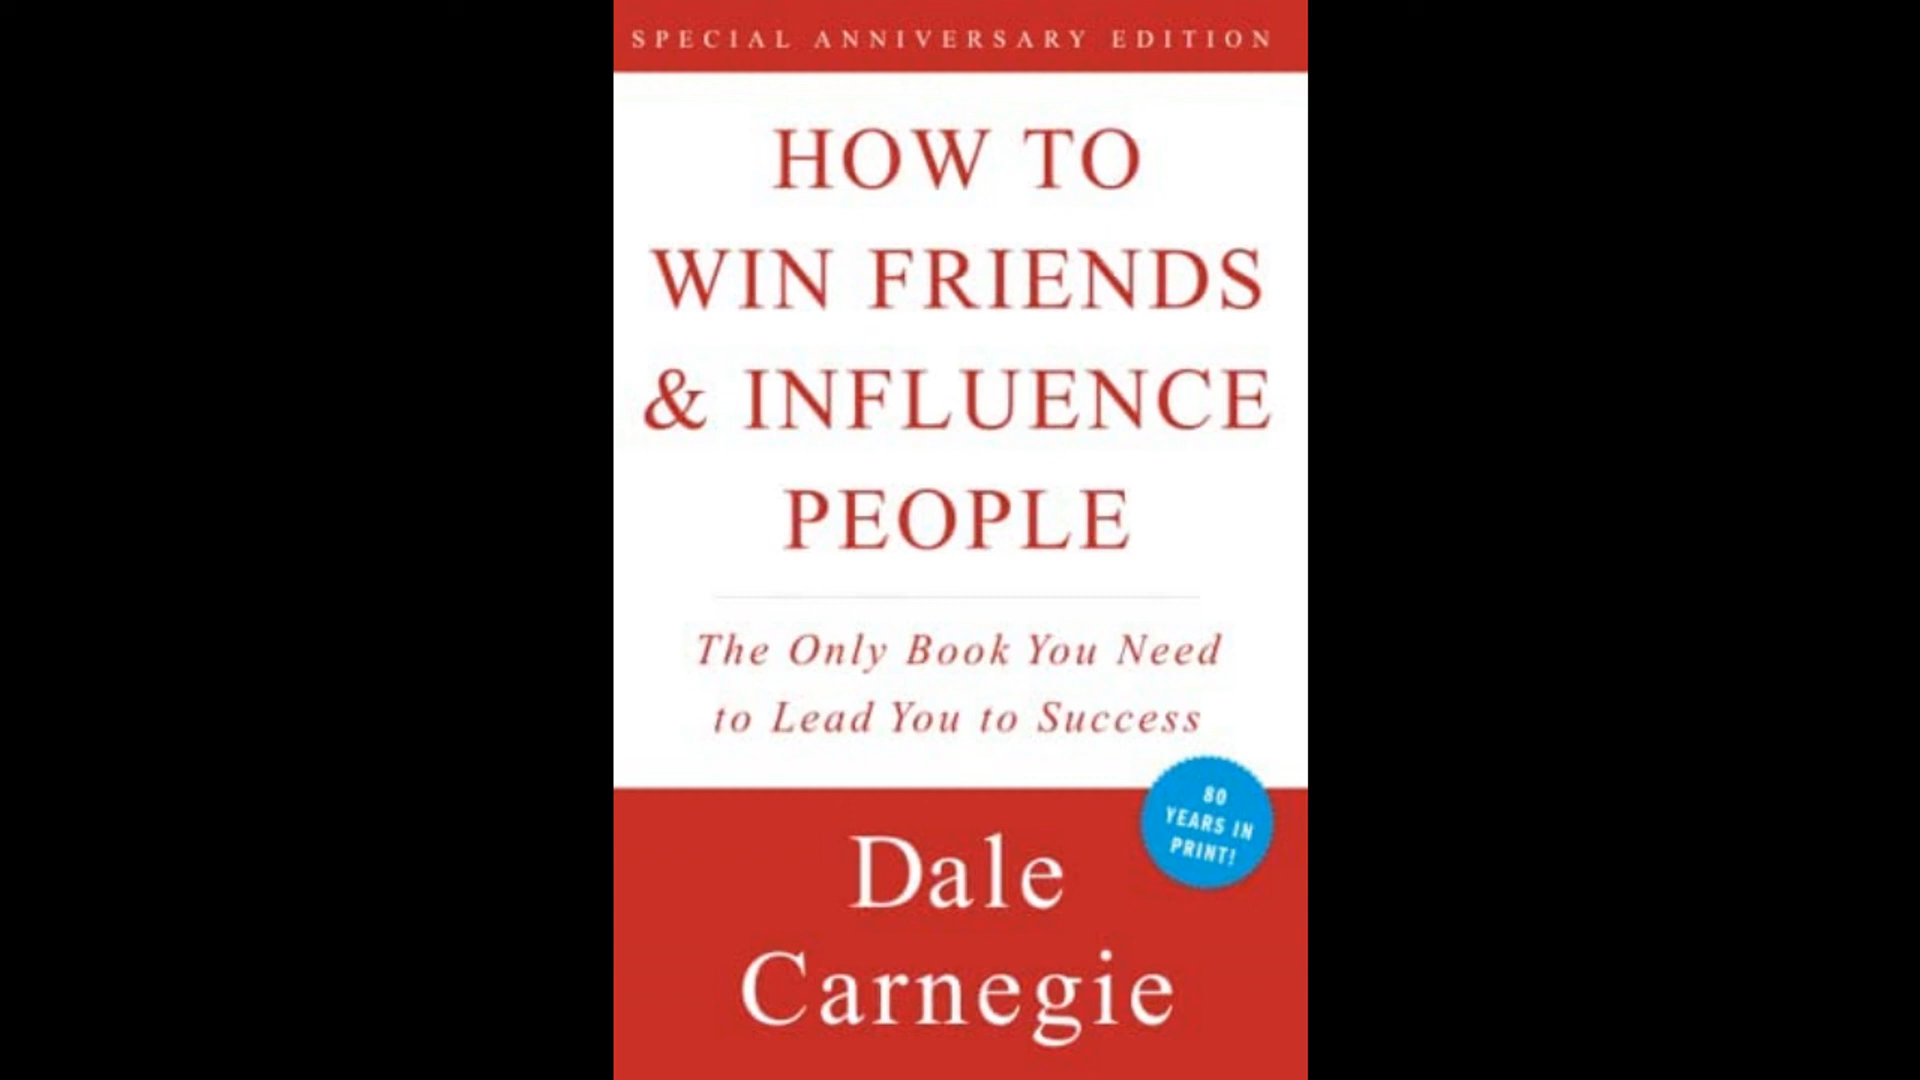 SPECIAL ANNIVERSARY EDITION
HOW TO
WIN FRIENDS
& INFLUENCE
PEOPLE
The Only Book You Need
to Lead You to Success
80
YEARS IN
PRINT!
Dale
Carnegie